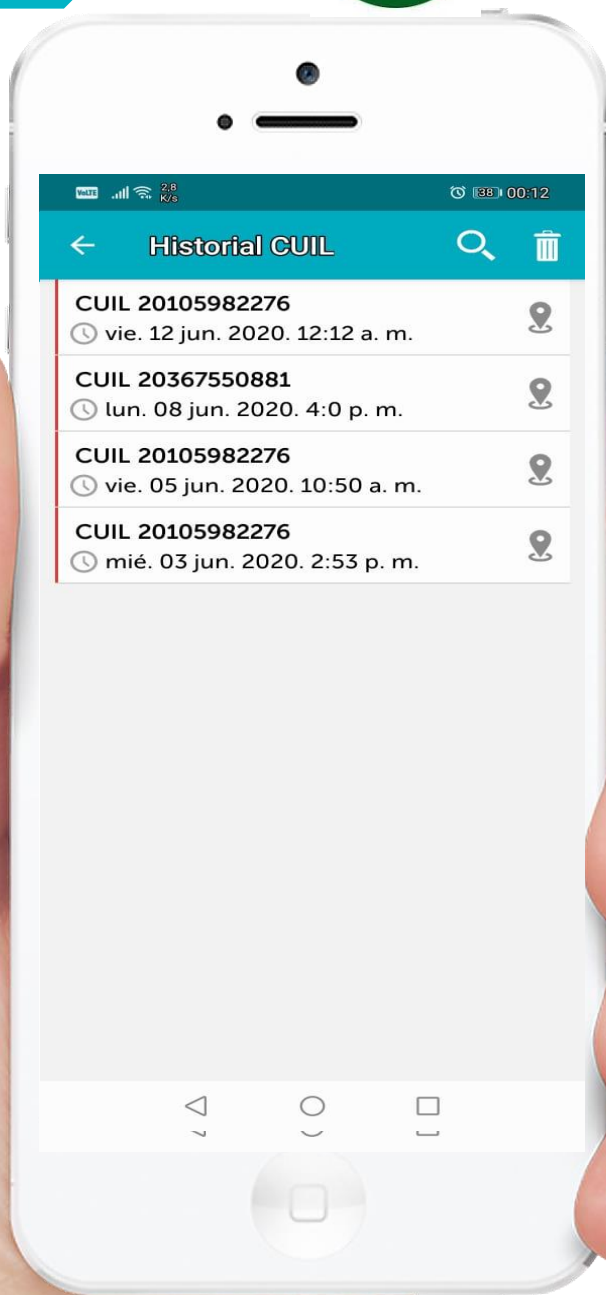 VoLTE 2,8 K/s 38 00:12
Historial CUIL
CUIL 20105982276
vie. 12 jun. 2020. 12:12 a. m.
CUIL 20367550881
lun. 08 jun. 2020. 4:0 p. m.
CUIL 20105982276
vie. 05 jun. 2020. 10:50 a. m.
CUIL 20105982276
mié. 03 jun. 2020. 2:53 p. m.